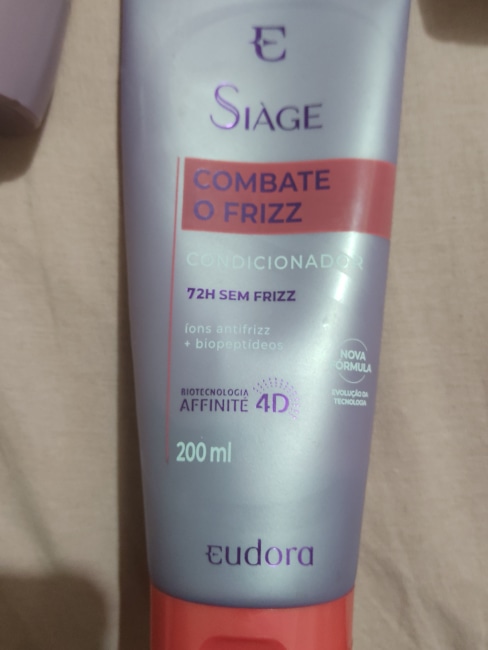 E
SIÀGE
COMBATE
O FRIZZ
CONDICIONADOR
72H SEM FRIZZ
íons antifrizz
+ biopeptídeos
NOVA
FÓRMULA
EVOLUÇÃO DA
TECNOLOGIA
BIOTECNOLOGIA
AFFINITÉ 4D
200 ml
eudora